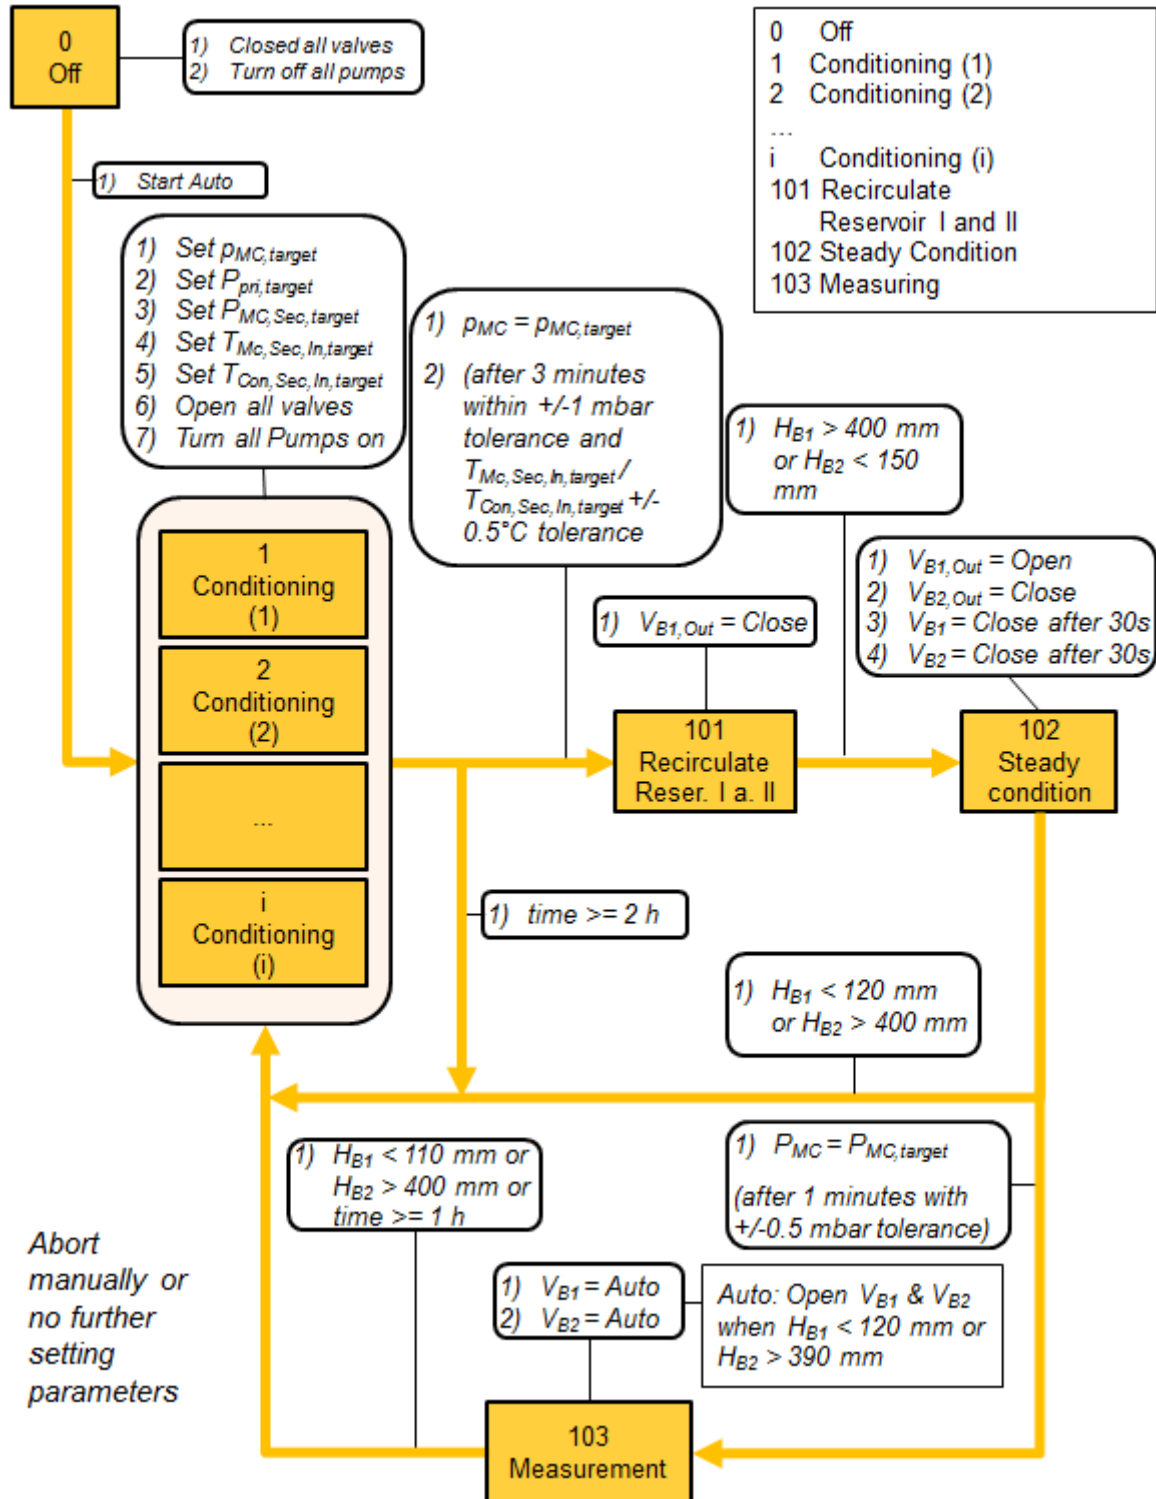 0
Off
1) Closed all valves
2) Turn off all pumps
0 Off
1 Conditioning (1)
2 Conditioning (2)
...
i Conditioning (i)
101 Recirculate
Reservoir I and II
102 Steady Condition
103 Measuring
1) Start Auto
1) Set pMC,target
2) Set Ppri,target
3) Set PMC,Sec,target
4) Set TMc,Sec,In,target
5) Set TCon,Sec,In,target
6) Open all valves
7) Turn all Pumps on
1) pMC = pMC,target
2) (after 3 minutes
within +/-1 mbar
tolerance and
TMc,Sec,In,target /
TCon,Sec,In,target +/-
0.5°C tolerance
1) HB1 > 400 mm
or HB2 < 150
mm
1) VB1,Out = Open
2) VB2,Out = Close
3) VB1 = Close after 30s
4) VB2 = Close after 30s
1) VB1,Out = Close
1
Conditioning
(1)
2
Conditioning
(2)
...
i
Conditioning
(i)
101
Recirculate
Reser. I a. II
102
Steady
condition
1) time >= 2 h
1) HB1 < 120 mm
or HB2 > 400 mm
1) PMC = PMC,target
(after 1 minutes with
+/-0.5 mbar tolerance)
1) HB1 < 110 mm or
HB2 > 400 mm or
time >= 1 h
Abort
manually or
no further
setting
parameters
1) VB1 = Auto
2) VB2 = Auto
Auto: Open VB1 & VB2
when HB1 < 120 mm or
HB2 > 390 mm
103
Measurement